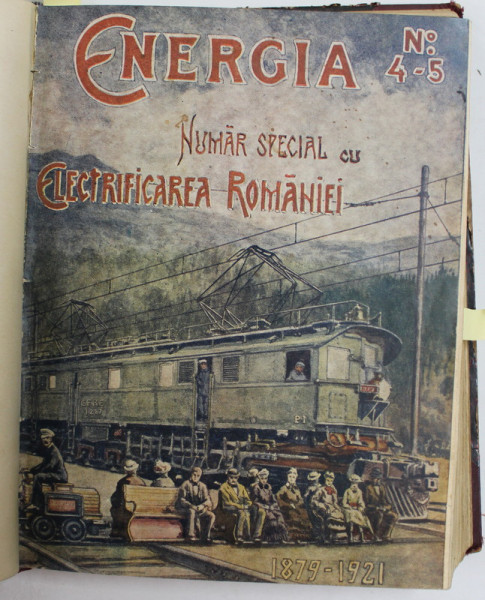 ENERGIA
No.
4-5
NUMĂR SPECIAL CU
ELECTRIFICAREA ROMÂNIEI
1879-1921